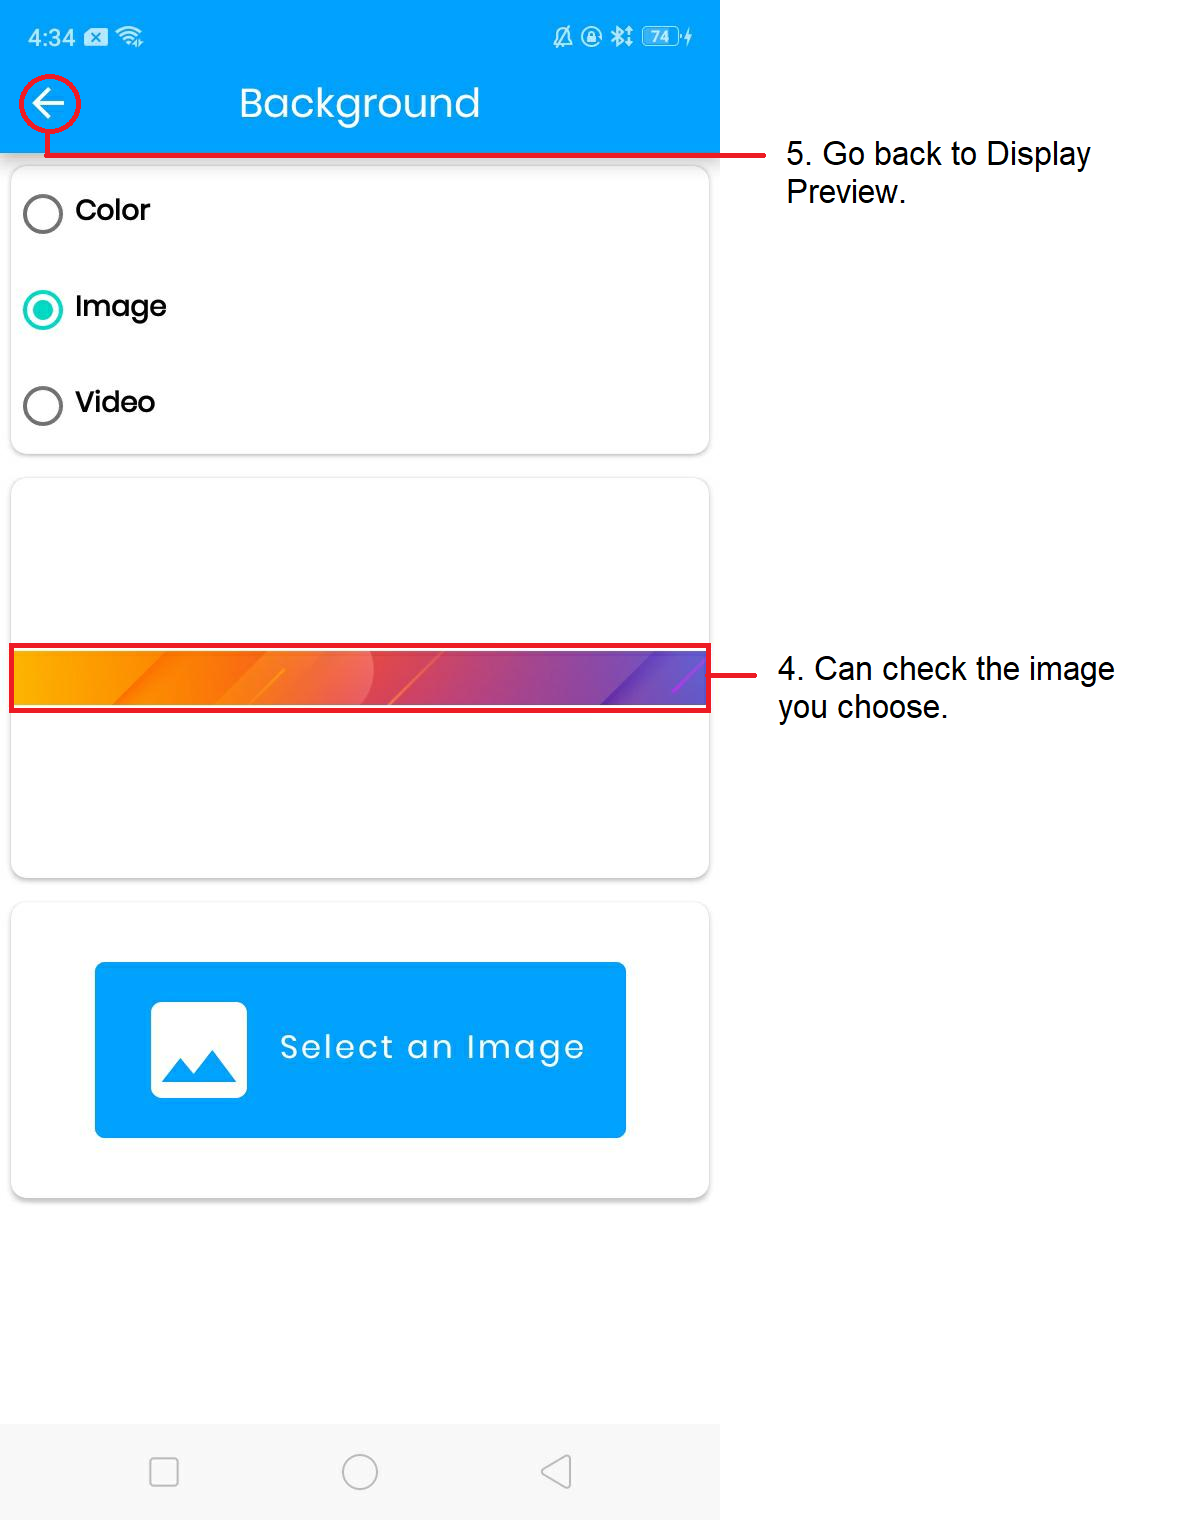 4:34
74
Background
5. Go back to Display
Preview.
Color
Image
Video
4. Can check the image
you choose.
Select an Image